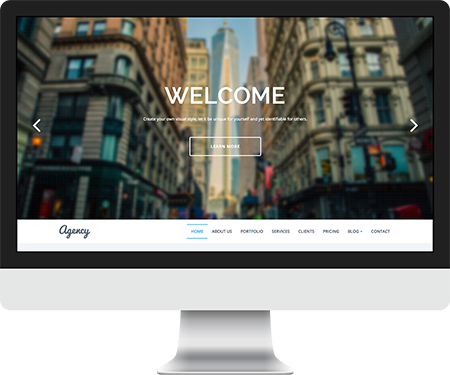 WELCOME
Create your own visual style, let it be unique for yourself and yet identifiable for others.
LEARN MORE
Agency HOME ABOUT US PORTFOLIO SERVICES CLIENTS PRICING BLOG CONTACT